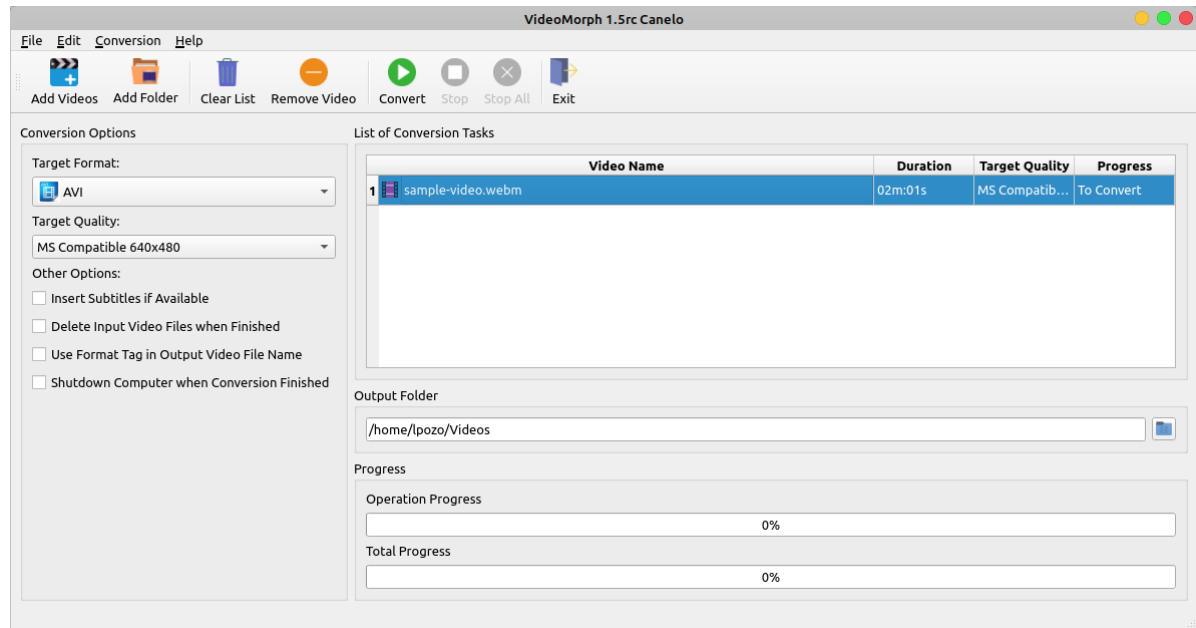 VideoMorph 1.5rc Canelo
File Edit Conversion Help
Add Videos Add Folder Clear List Remove Video Convert Stop Stop All Exit
Conversion Options
Target Format:
AVI
Target Quality:
MS Compatible 640x480
Other Options:
Insert Subtitles if Available
Delete Input Video Files when Finished
Use Format Tag in Output Video File Name
Shutdown Computer when Conversion Finished
List of Conversion Tasks
Video Name Duration Target Quality Progress
1 sample-video.webm 02m:01s MS Compatib... To Convert
Output Folder
/home/lpozo/Videos
Progress
Operation Progress
0%
Total Progress
0%